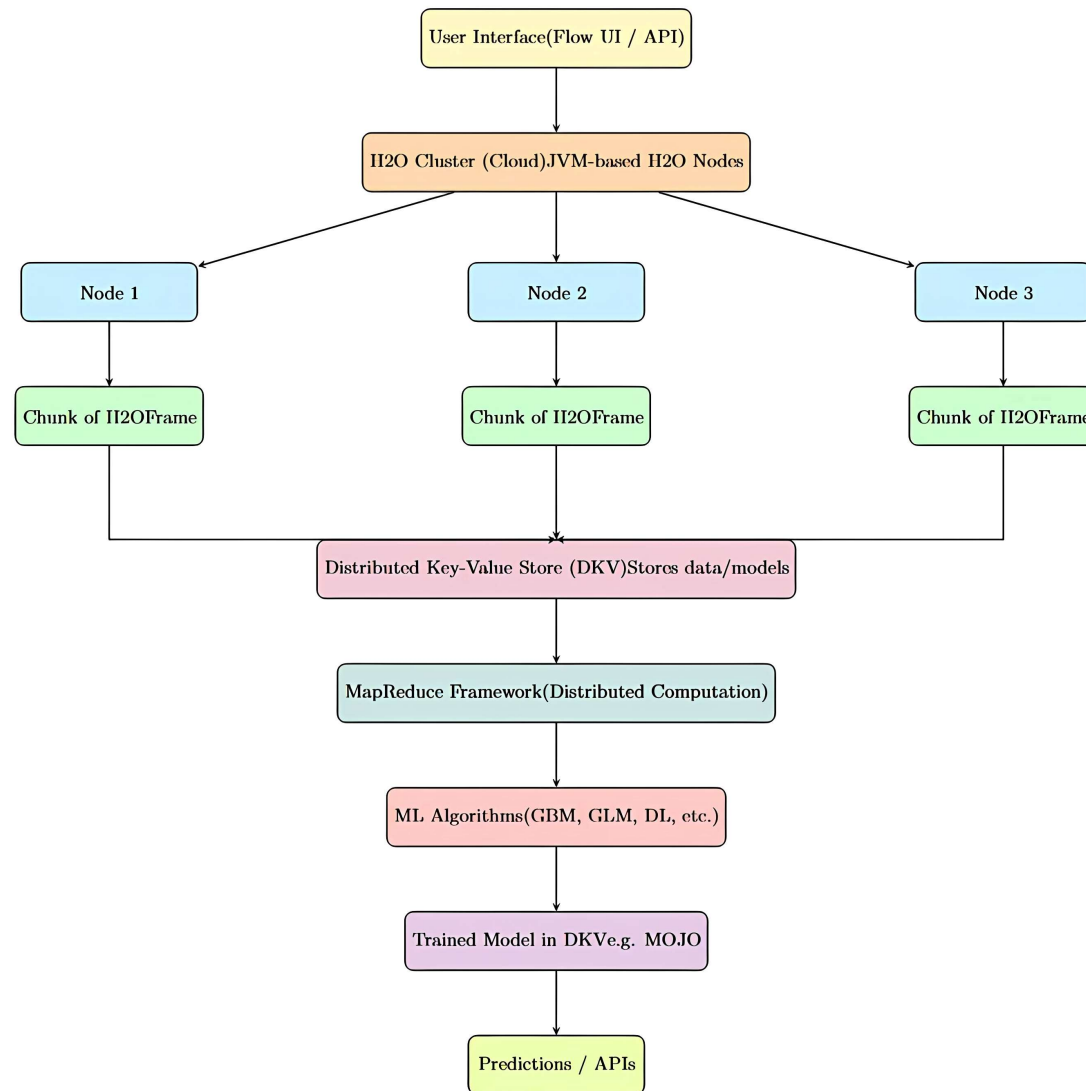 User Interface(Flow UI / API)
H2O Cluster (Cloud)JVM-based H2O Nodes
Node 1
Node 2
Node 3
Chunk of H2OFrame
Chunk of H2OFrame
Chunk of H2OFrame
Distributed Key-Value Store (DKV)Stores data/models
MapReduce Framework(Distributed Computation)
ML Algorithms(GBM, GLM, DL, etc.)
Trained Model in DKVe.g. MOJO
Predictions / APIs